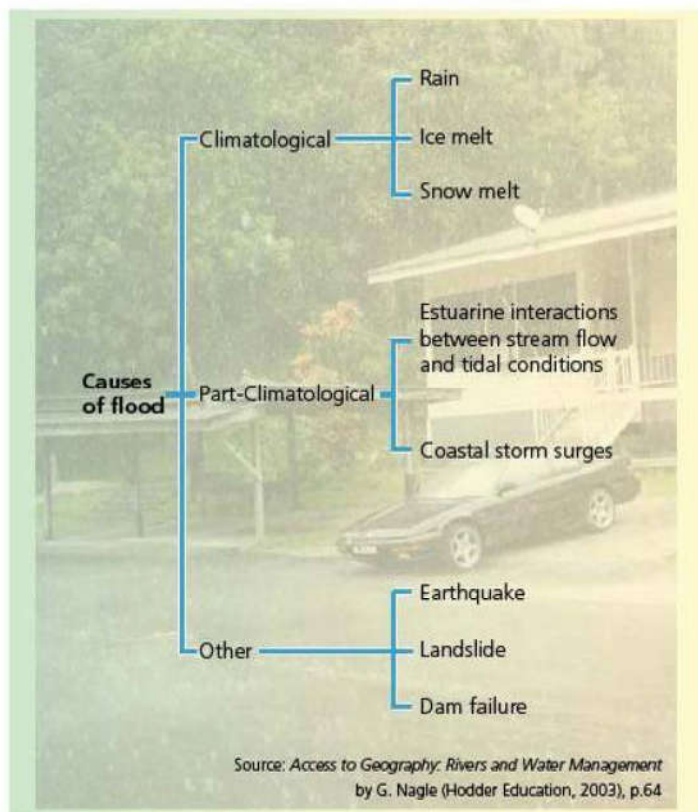 Causes
of flood
Climatological
Rain
Ice melt
Snow melt
Part-Climatological
Estuarine interactions
between stream flow
and tidal conditions
Coastal storm surges
Other
Earthquake
Landslide
Dam failure
Source: Access to Geography: Rivers and Water Management
by G. Nagle (Hodder Education, 2003), p.64